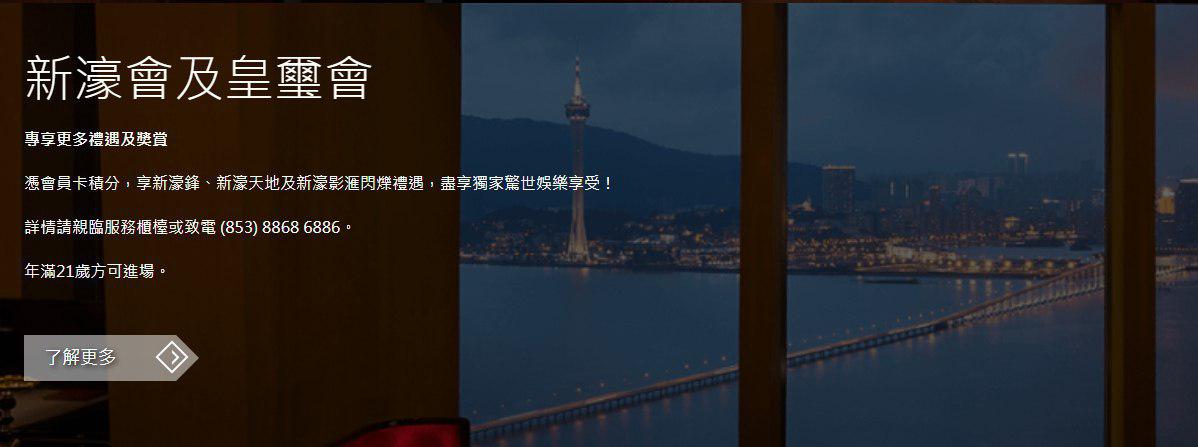 新濠會及皇璽會
專享更多禮遇及獎賞
憑會員卡積分，享新濠鋒、新濠天地及新濠影滙閃爍禮遇，盡享獨家驚世娛樂享受！
詳情請親臨服務櫃檯或致電 (853) 8868 6886。
年滿21歲方可進場。
了解更多